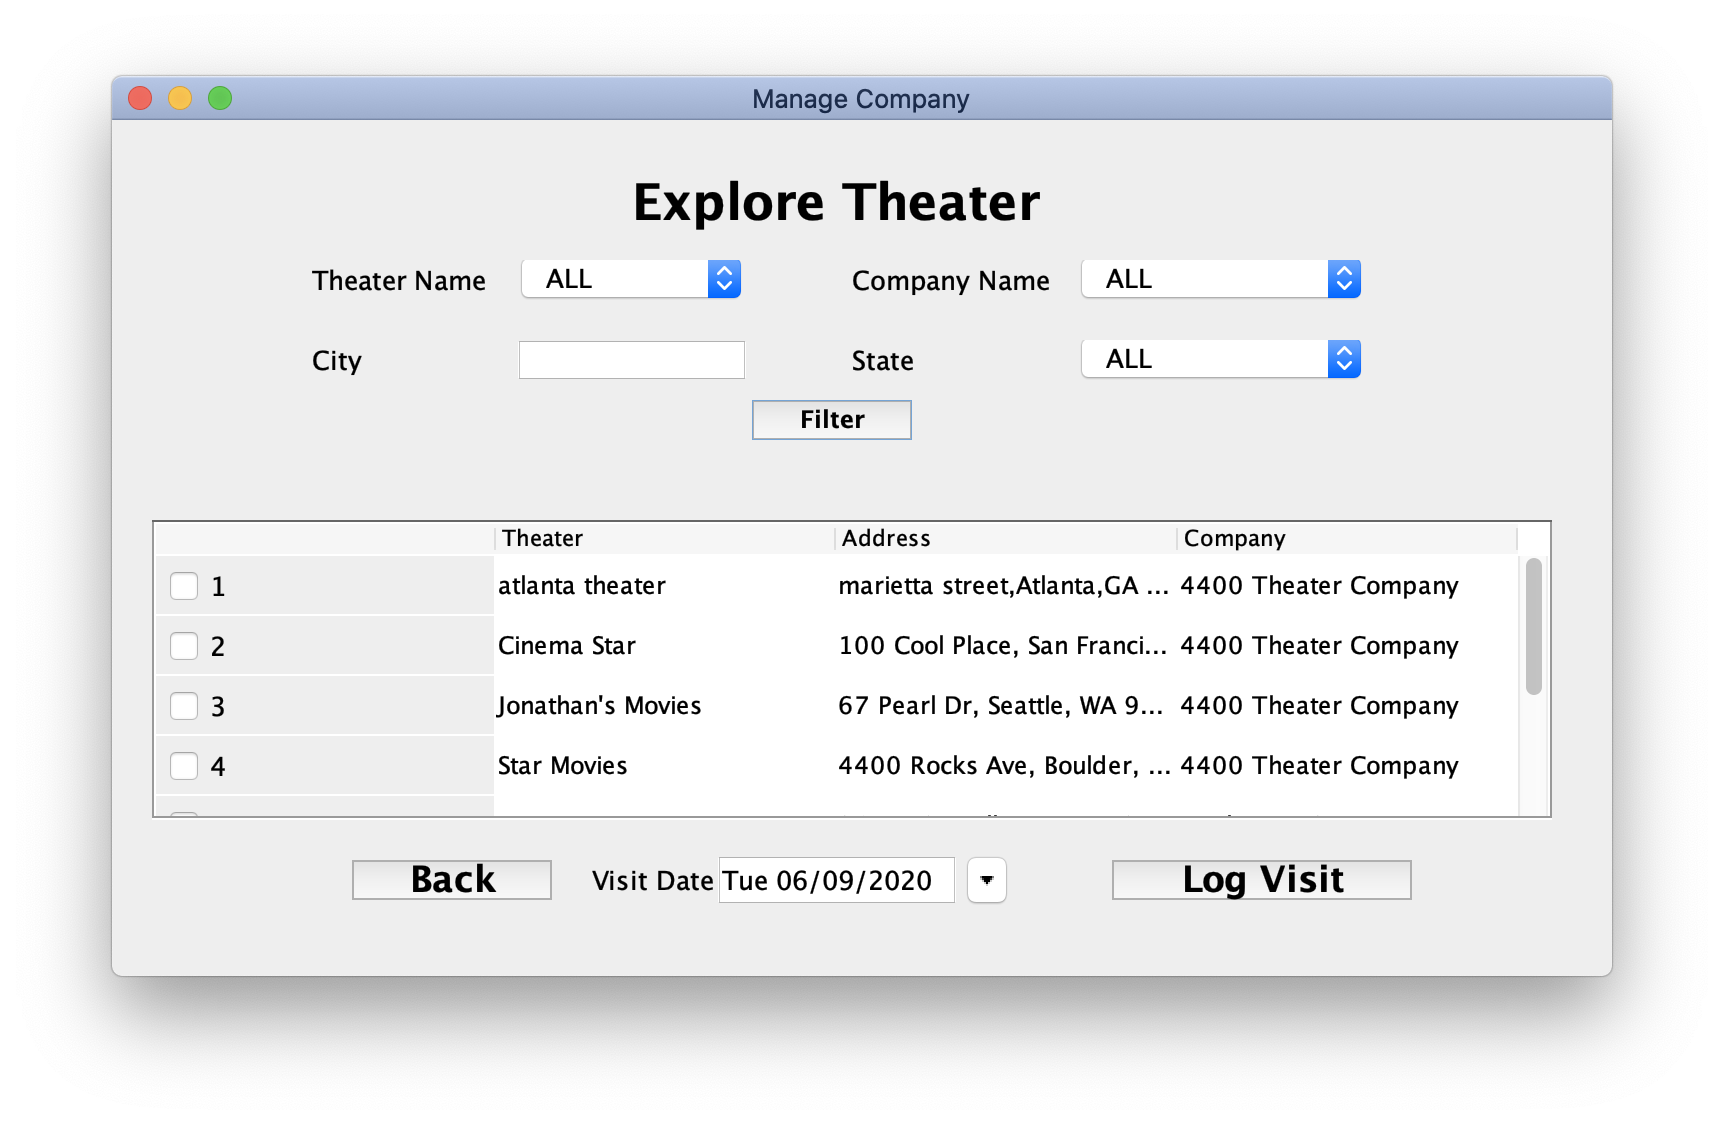 Manage Company
Explore Theater
Theater Name ALL Company Name ALL
City State ALL
Filter
Theater Address Company
1 atlanta theater marietta street,Atlanta,GA ... 4400 Theater Company
2 Cinema Star 100 Cool Place, San Franci... 4400 Theater Company
3 Jonathan's Movies 67 Pearl Dr, Seattle, WA 9... 4400 Theater Company
4 Star Movies 4400 Rocks Ave, Boulder, ... 4400 Theater Company
Back Visit Date Tue 06/09/2020 Log Visit